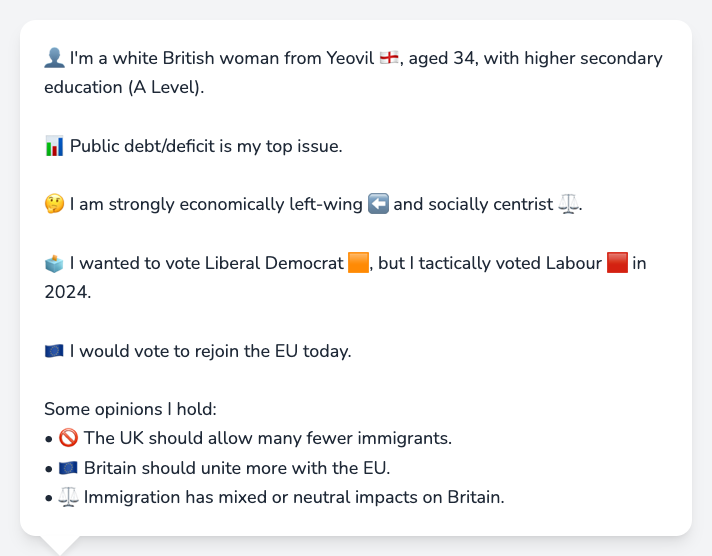 👤 I'm a white British woman from Yeovil 🏴󠁧󠁢󠁥󠁮󠁧󠁿, aged 34, with higher secondary
education (A Level).
📊 Public debt/deficit is my top issue.
🤔 I am strongly economically left-wing ⬅️ and socially centrist ⚖️.
🗳️ I wanted to vote Liberal Democrat 🟧, but I tactically voted Labour 🟥 in
2024.
🇪🇺 I would vote to rejoin the EU today.
Some opinions I hold:
• 🚫 The UK should allow many fewer immigrants.
• 🇪🇺 Britain should unite more with the EU.
• ⚖️ Immigration has mixed or neutral impacts on Britain.